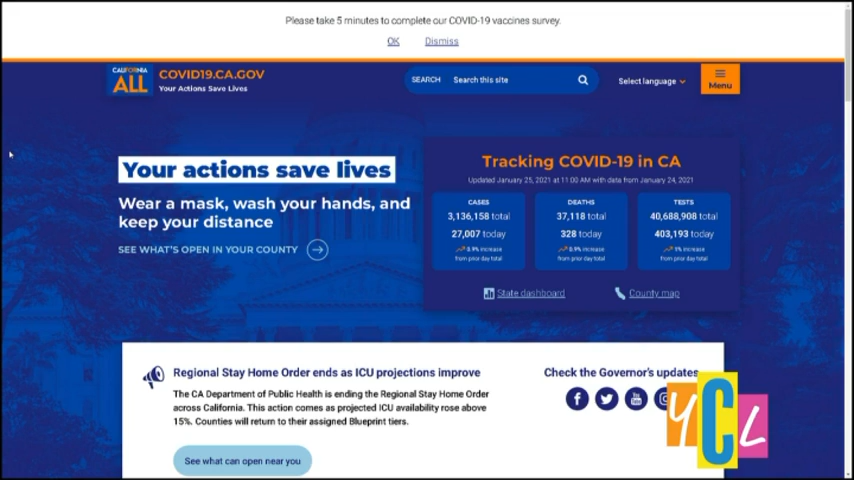 Please take 5 minutes to complete our COVID-19 vaccines survey.
OK Dismiss
CALIFORNIA
ALL
COVID19.CA.GOV
Your Actions Save Lives
SEARCH Search this site
Select language
Menu
Your actions save lives
Wear a mask, wash your hands, and
keep your distance
SEE WHAT'S OPEN IN YOUR COUNTY
Tracking COVID-19 in CA
Updated January 25, 2021 at 11:00 AM with data from January 24, 2021
CASES
3,136,158 total
27,007 today
0.9% increase
from prior day total
DEATHS
37,118 total
328 today
0.9% increase
from prior day total
TESTS
40,688,908 total
403,193 today
1% increase
from prior day total
State dashboard County map
Regional Stay Home Order ends as ICU projections improve
The CA Department of Public Health is ending the Regional Stay Home Order
across California. This action comes as projected ICU availability rose above
15%. Counties will return to their assigned Blueprint tiers.
See what can open near you
Check the Governor's updates
YCL